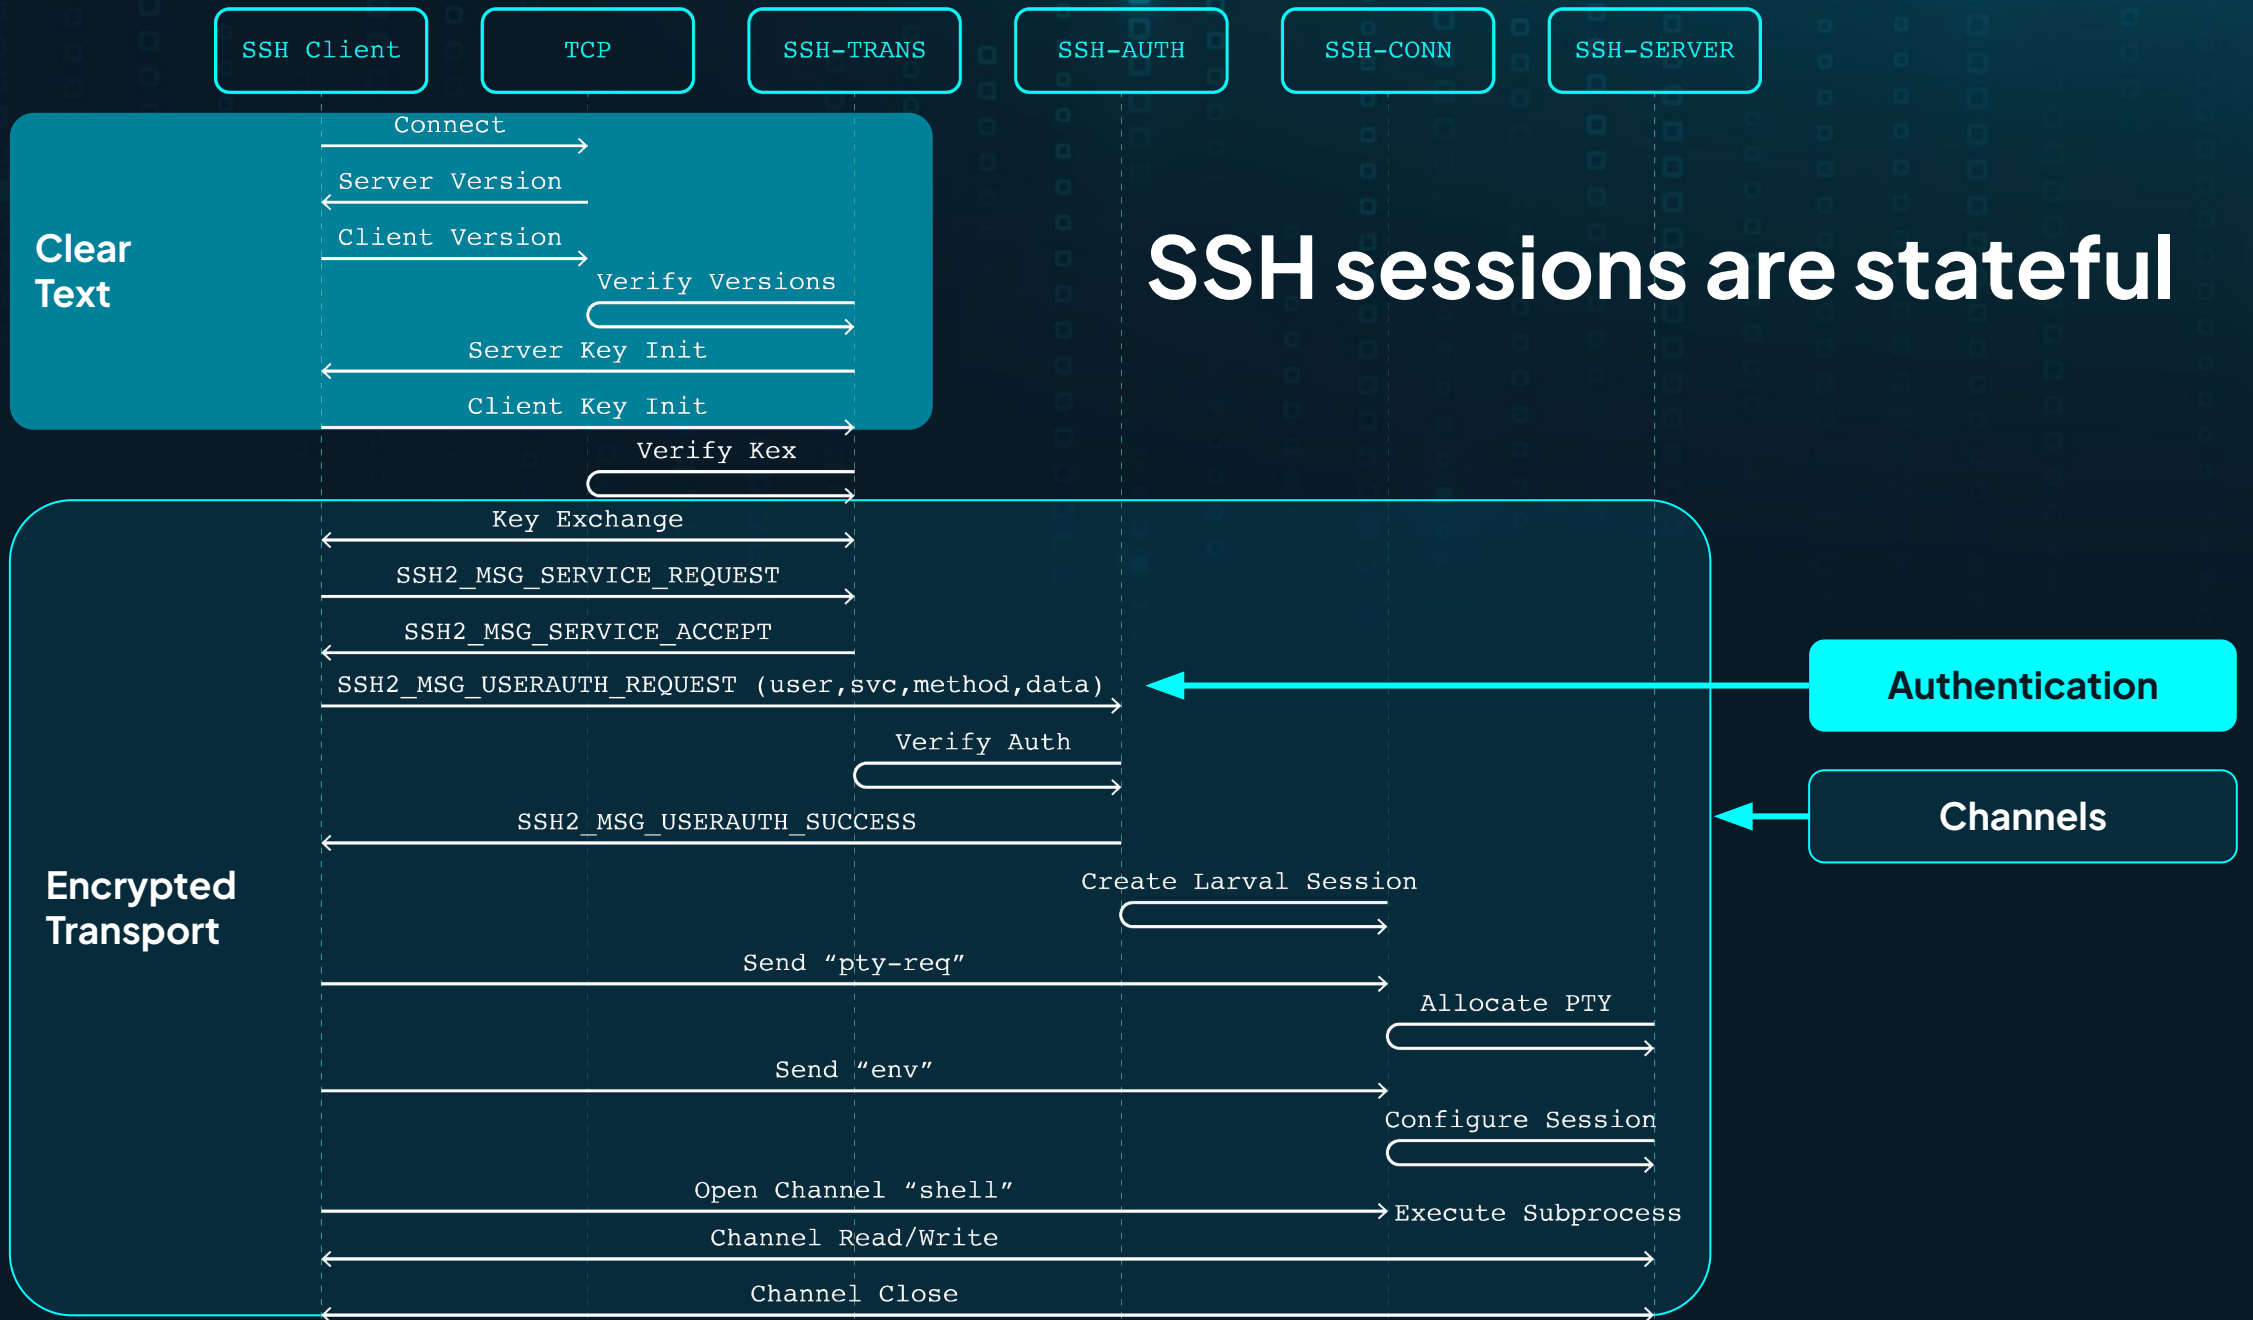 SSH Client
TCP
SSH-TRANS
SSH-AUTH
SSH-CONN
SSH-SERVER
Connect
Server Version
Client Version
Clear
Text
SSH sessions are stateful
Verify Versions
Server Key Init
Client Key Init
Verify Kex
Key Exchange
SSH2_MSG_SERVICE_REQUEST
SSH2_MSG_SERVICE_ACCEPT
SSH2_MSG_USERAUTH_REQUEST (user,svc,method,data)
Authentication
Verify Auth
Channels
SSH2_MSG_USERAUTH_SUCCESS
Create Larval Session
Encrypted
Transport
Send “pty-req”
Allocate PTY
Send “env”
Configure Session
Open Channel “shell”
Execute Subprocess
Channel Read/Write
Channel Close